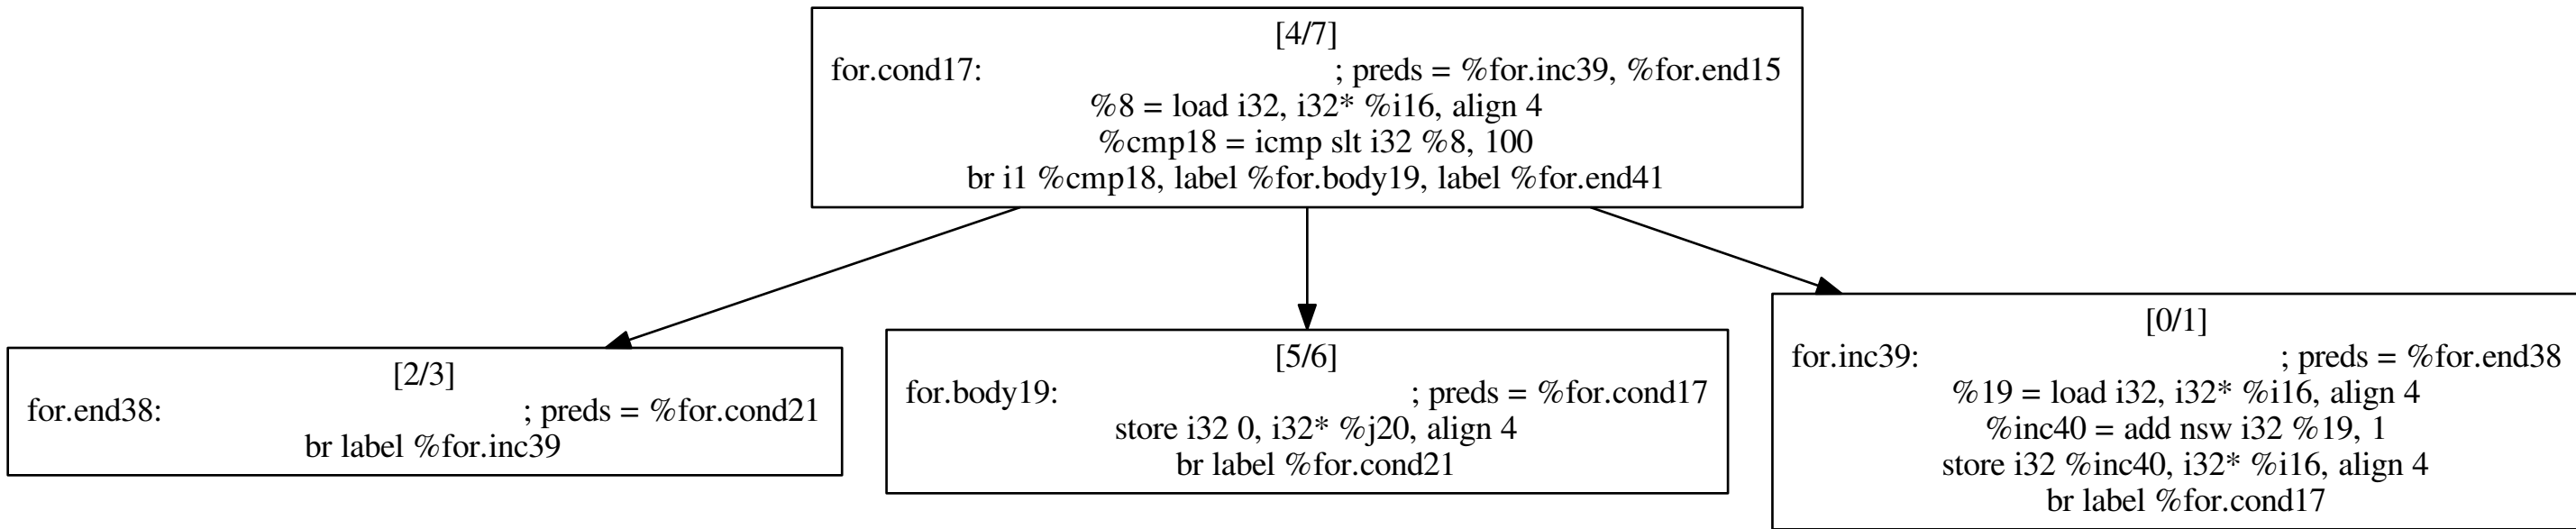 [4/7]
for.cond17: ; preds = %for.inc39, %for.end15
%8 = load i32, i32* %i16, align 4
%cmp18 = icmp slt i32 %8, 100
br i1 %cmp18, label %for.body19, label %for.end41
[2/3]
for.end38: ; preds = %for.cond21
br label %for.inc39
[5/6]
for.body19: ; preds = %for.cond17
store i32 0, i32* %j20, align 4
br label %for.cond21
[0/1]
for.inc39: ; preds = %for.end38
%19 = load i32, i32* %i16, align 4
%inc40 = add nsw i32 %19, 1
store i32 %inc40, i32* %i16, align 4
br label %for.cond17